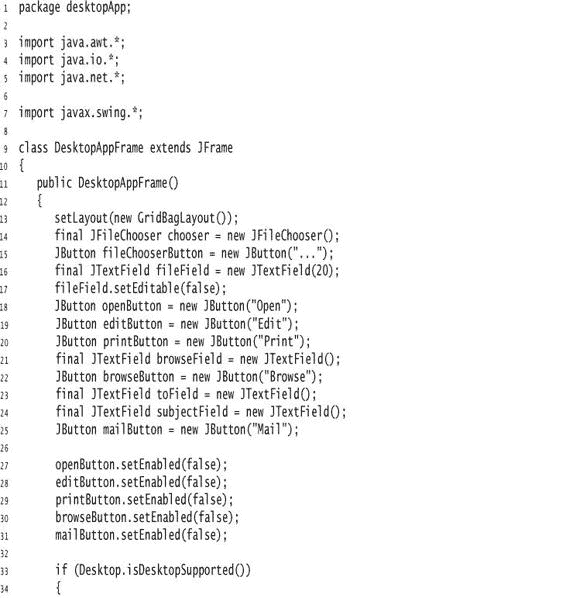 1 package desktopApp;
2
3 import java.awt.*;
4 import java.io.*;
5 import java.net.*;
6
7 import javax.swing.*;
8
9 class DesktopAppFrame extends JFrame
10 {
11 public DesktopAppFrame()
12 {
13 setLayout(new GridBagLayout());
14 final JFileChooser chooser = new JFileChooser();
15 JButton fileChooserButton = new JButton("...");
16 final JTextField fileField = new JTextField(20);
17 fileField.setEditable(false);
18 JButton openButton = new JButton("Open");
19 JButton editButton = new JButton("Edit");
20 JButton printButton = new JButton("Print");
21 final JTextField browseField = new JTextField();
22 JButton browseButton = new JButton("Browse");
23 final JTextField toField = new JTextField();
24 final JTextField subjectField = new JTextField();
25 JButton mailButton = new JButton("Mail");
26
27 openButton.setEnabled(false);
28 editButton.setEnabled(false);
29 printButton.setEnabled(false);
30 browseButton.setEnabled(false);
31 mailButton.setEnabled(false);
32
33 if (Desktop.isDesktopSupported())
34 {